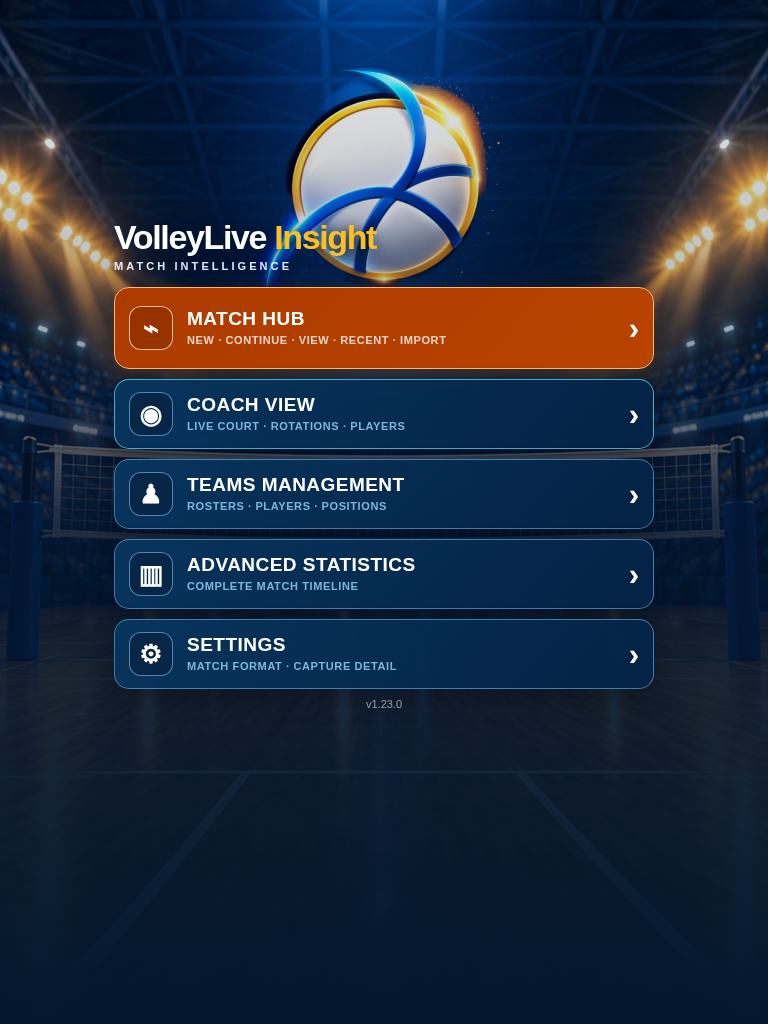 VolleyLive Insight
MATCH INTELLIGENCE
MATCH HUB
NEW · CONTINUE · VIEW · RECENT · IMPORT
COACH VIEW
LIVE COURT · ROTATIONS · PLAYERS
TEAMS MANAGEMENT
ROSTERS · PLAYERS · POSITIONS
ADVANCED STATISTICS
COMPLETE MATCH TIMELINE
SETTINGS
MATCH FORMAT · CAPTURE DETAIL
v1.23.0